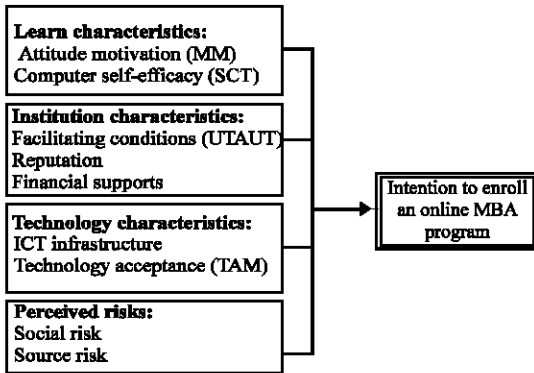 Learn characteristics:
Attitude motivation (MM)
Computer self-efficacy (SCT)
Institution characteristics:
Facilitating conditions (UTAUT)
Reputation
Financial supports
Technology characteristics:
ICT infrastructure
Technology acceptance (TAM)
Perceived risks:
Social risk
Source risk
Intention to enroll
an online MBA
program